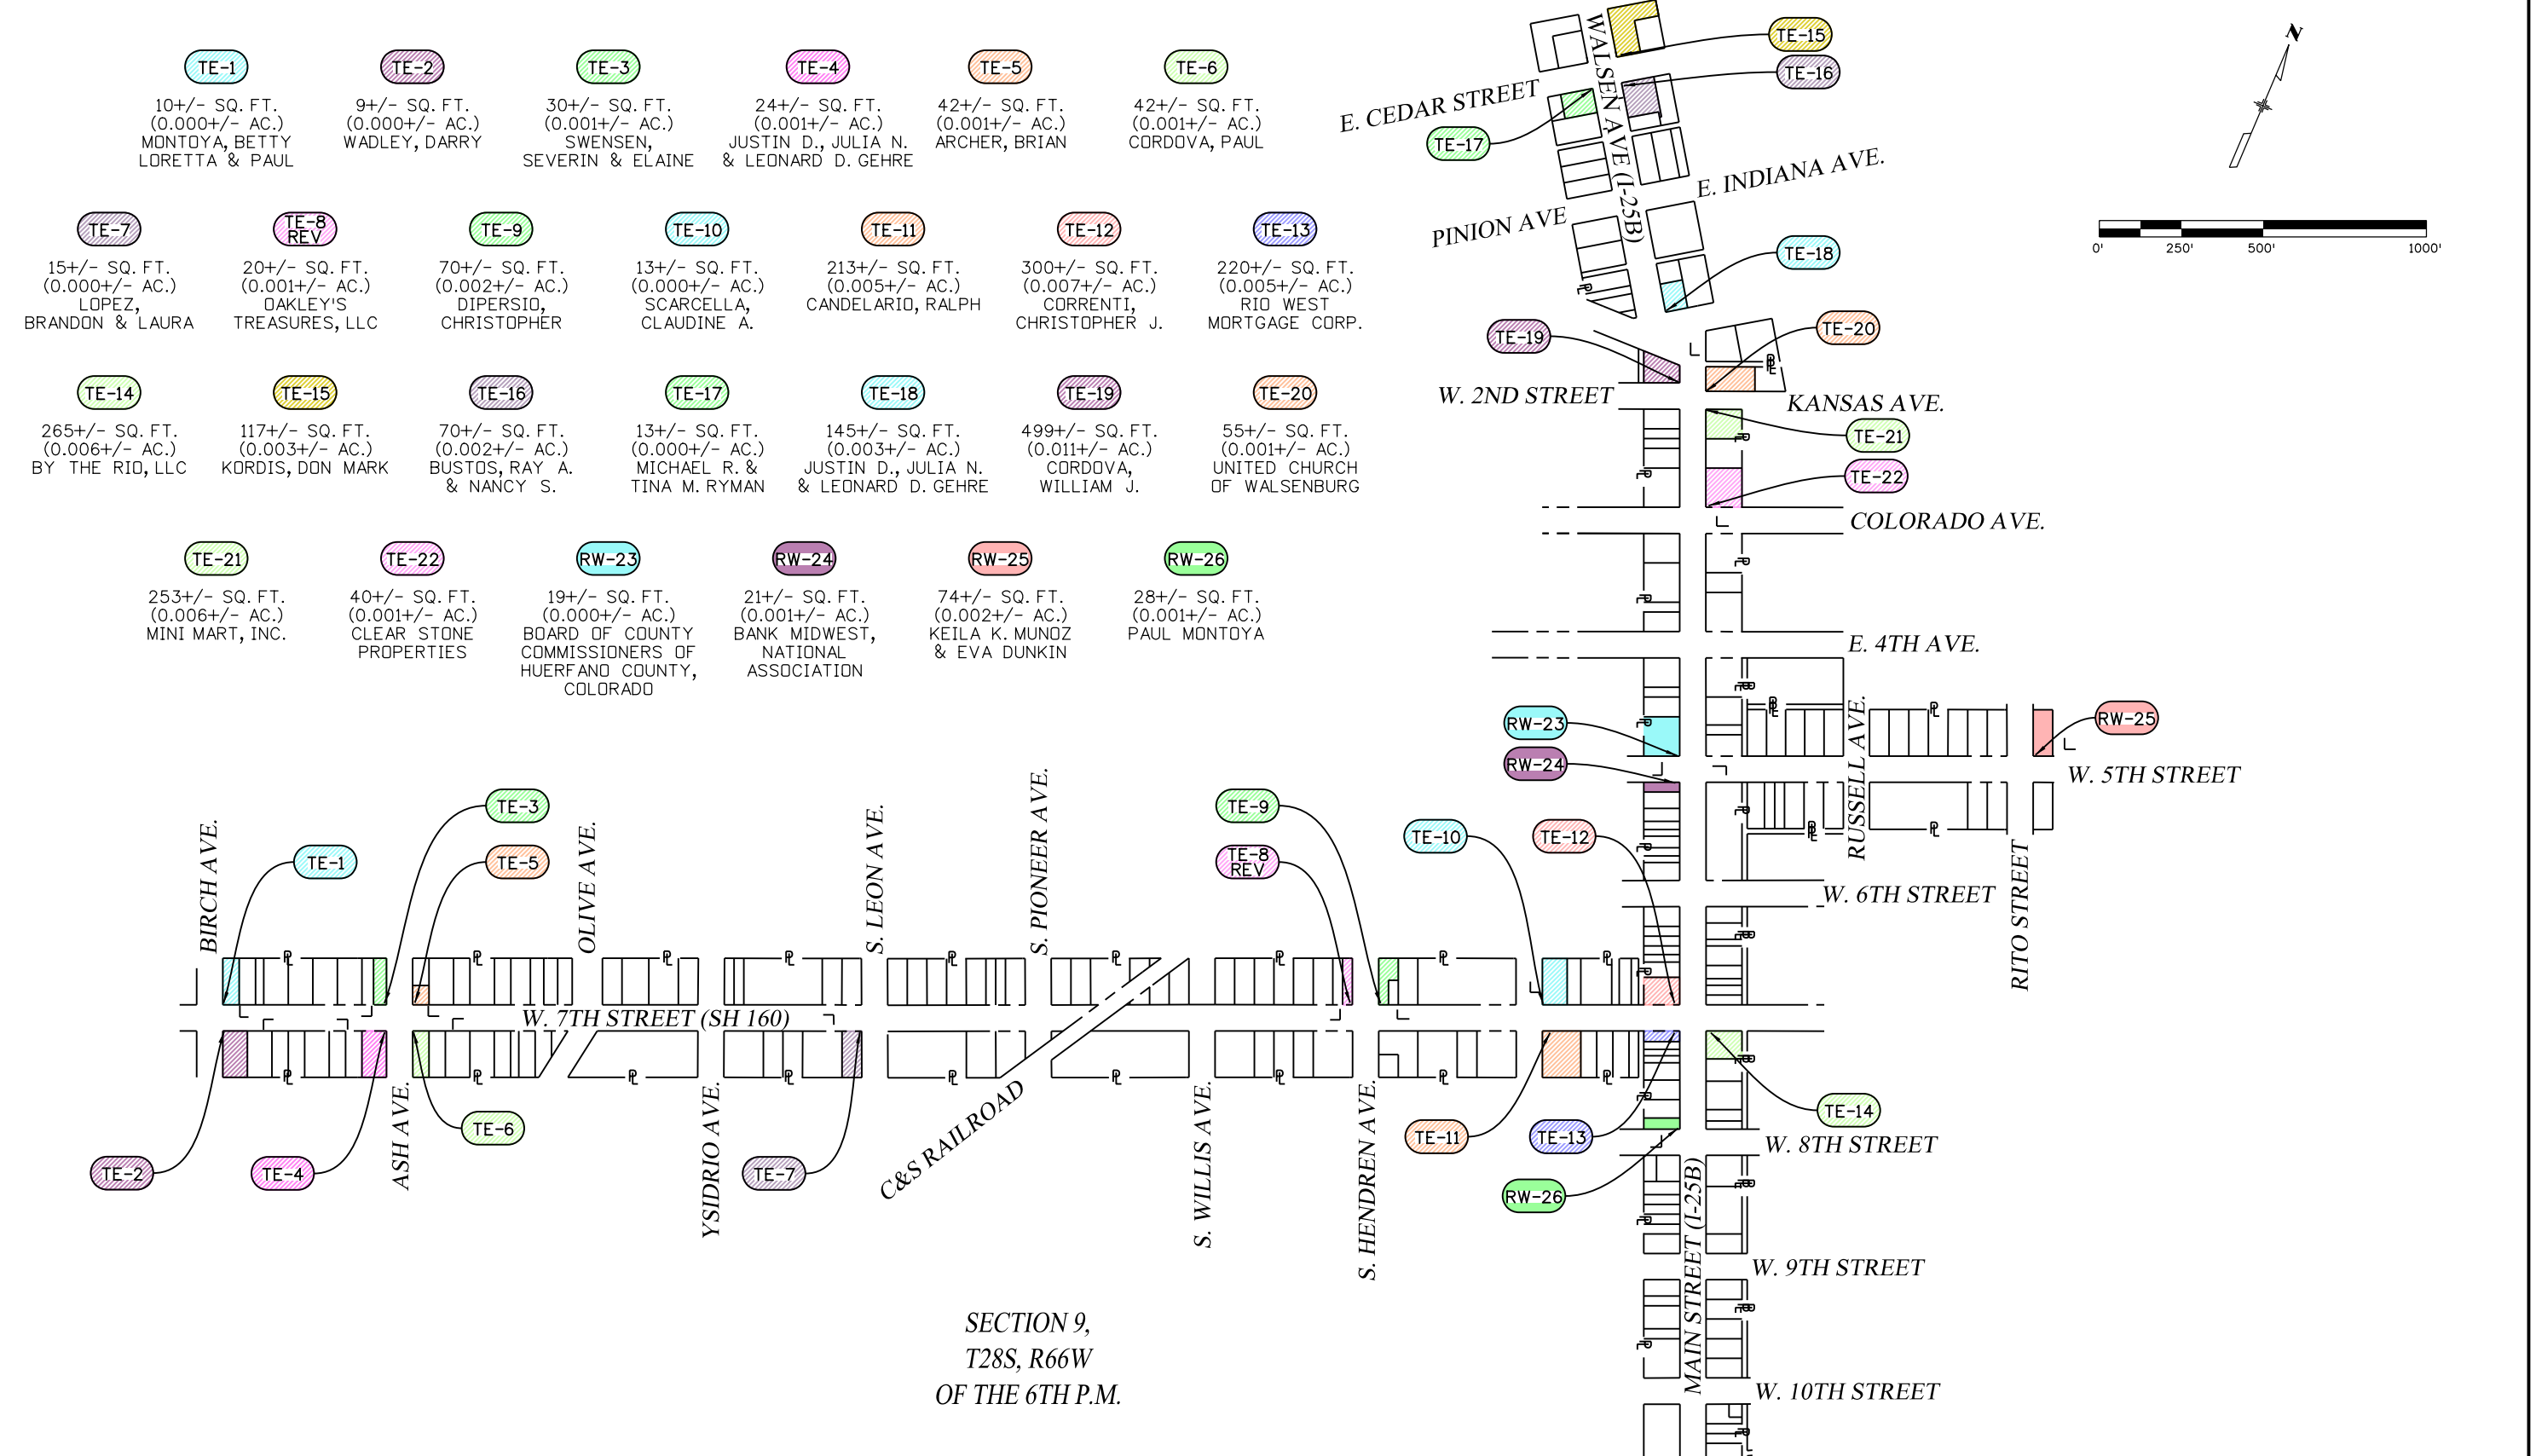 TE-1
10+/- SQ. FT.
(0.000+/- AC.)
MONTOYA, BETTY
LORETTA & PAUL
TE-2
9+/- SQ. FT.
(0.000+/- AC.)
WADLEY, DARRY
TE-3
30+/- SQ. FT.
(0.001+/- AC.)
SWENSEN,
SEVERIN & ELAINE
TE-4
24+/- SQ. FT.
(0.001+/- AC.)
JUSTIN D., JULIA N.
& LEONARD D. GEHRE
TE-5
42+/- SQ. FT.
(0.001+/- AC.)
ARCHER, BRIAN
TE-6
42+/- SQ. FT.
(0.001+/- AC.)
CORDOVA, PAUL
TE-7
15+/- SQ. FT.
(0.000+/- AC.)
LOPEZ,
BRANDON & LAURA
TE-8
REV
20+/- SQ. FT.
(0.001+/- AC.)
OAKLEY'S
TREASURES, LLC
TE-9
70+/- SQ. FT.
(0.002+/- AC.)
DIPERSIO,
CHRISTOPHER
TE-10
13+/- SQ. FT.
(0.000+/- AC.)
SCARCELLA,
CLAUDINE A.
TE-11
213+/- SQ. FT.
(0.005+/- AC.)
CANDELARIO, RALPH
TE-12
300+/- SQ. FT.
(0.007+/- AC.)
CORRENTI,
CHRISTOPHER J.
TE-13
220+/- SQ. FT.
(0.005+/- AC.)
RIO WEST
MORTGAGE CORP.
TE-14
265+/- SQ. FT.
(0.006+/- AC.)
BY THE RIO, LLC
TE-15
117+/- SQ. FT.
(0.003+/- AC.)
KORDIS, DON MARK
TE-16
70+/- SQ. FT.
(0.002+/- AC.)
BUSTOS, RAY A.
& NANCY S.
TE-17
13+/- SQ. FT.
(0.000+/- AC.)
MICHAEL R. &
TINA M. RYMAN
TE-18
145+/- SQ. FT.
(0.003+/- AC.)
JUSTIN D., JULIA N.
& LEONARD D. GEHRE
TE-19
499+/- SQ. FT.
(0.011+/- AC.)
CORDOVA,
WILLIAM J.
TE-20
55+/- SQ. FT.
(0.001+/- AC.)
UNITED CHURCH
OF WALSENBURG
TE-21
253+/- SQ. FT.
(0.006+/- AC.)
MINI MART, INC.
TE-22
40+/- SQ. FT.
(0.001+/- AC.)
CLEAR STONE
PROPERTIES
RW-23
19+/- SQ. FT.
(0.000+/- AC.)
BOARD OF COUNTY
COMMISSIONERS OF
HUERFANO COUNTY,
COLORADO
RW-24
21+/- SQ. FT.
(0.001+/- AC.)
BANK MIDWEST,
NATIONAL
ASSOCIATION
RW-25
74+/- SQ. FT.
(0.002+/- AC.)
KEILA K. MUNOZ
& EVA DUNKIN
RW-26
28+/- SQ. FT.
(0.001+/- AC.)
PAUL MONTOYA
N
0' 250' 500' 1000'
TE-15
TE-16
WALSEN AVE (I-25B)
E. CEDAR STREET
TE-17
E. INDIANA AVE.
PINION AVE
TE-18
TE-19
TE-20
W. 2ND STREET
KANSAS AVE.
TE-21
TE-22
COLORADO AVE.
E. 4TH AVE.
RW-23
RW-24
RW-25
RUSSELL AVE.
W. 5TH STREET
RITO STREET
W. 6TH STREET
TE-3
TE-1
TE-5
BIRCH AVE.
OLIVE AVE.
S. LEON AVE.
S. PIONEER AVE.
TE-9
TE-8
REV
TE-10
TE-12
W. 7TH STREET (SH 160)
TE-2
TE-4
ASH AVE.
TE-6
YSIDRIO AVE.
TE-7
C&S RAILROAD
S. WILLIS AVE.
S. HENDREN AVE.
TE-11
TE-13
TE-14
RW-26
W. 8TH STREET
MAIN STREET (I-25B)
W. 9TH STREET
W. 10TH STREET
SECTION 9,
T28S, R66W
OF THE 6TH P.M.